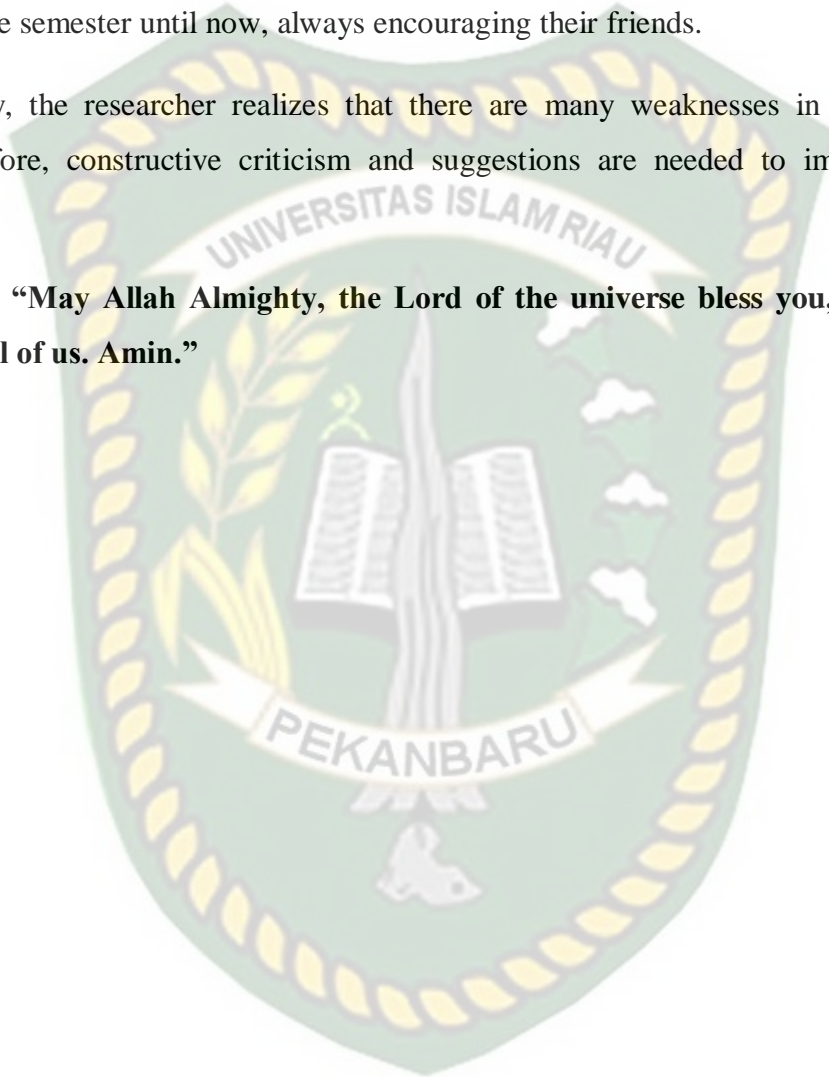 e semester until now, always encouraging their friends.
, the researcher realizes that there are many weaknesses in
fore, constructive criticism and suggestions are needed to im
UNIVERSITAS ISLAM RIAU
“May Allah Almighty, the Lord of the universe bless you,
l of us. Amin.”
PEKANBARU